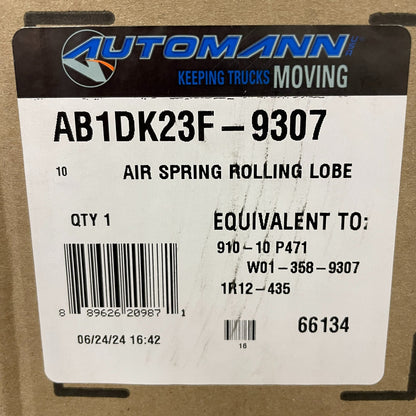 AUTOMANN INC
KEEPING TRUCKS MOVING
AB1DK23F-9307
10 AIR SPRING ROLLING LOBE
QTY 1 EQUIVALENT TO:
910-10 P471
W01-358-9307
1R12-435
8 89626 20987 1
06/24/24 16:42
16
66134